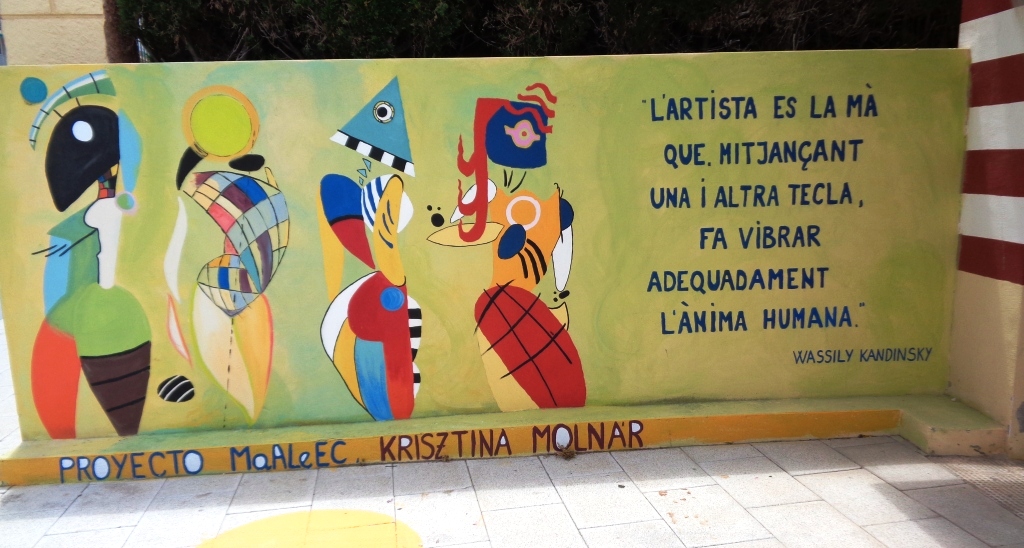 "L'ARTISTA ES LA MÀ
QUE, MITJANÇANT
UNA i ALTRA TECLA,
FA VIBRAR
ADEQUADAMENT
L'ÀNIMA HUMANA."
WASSILY KANDINSKY
PROYECTO MaALeEC KRISZTINA MOLNÁR